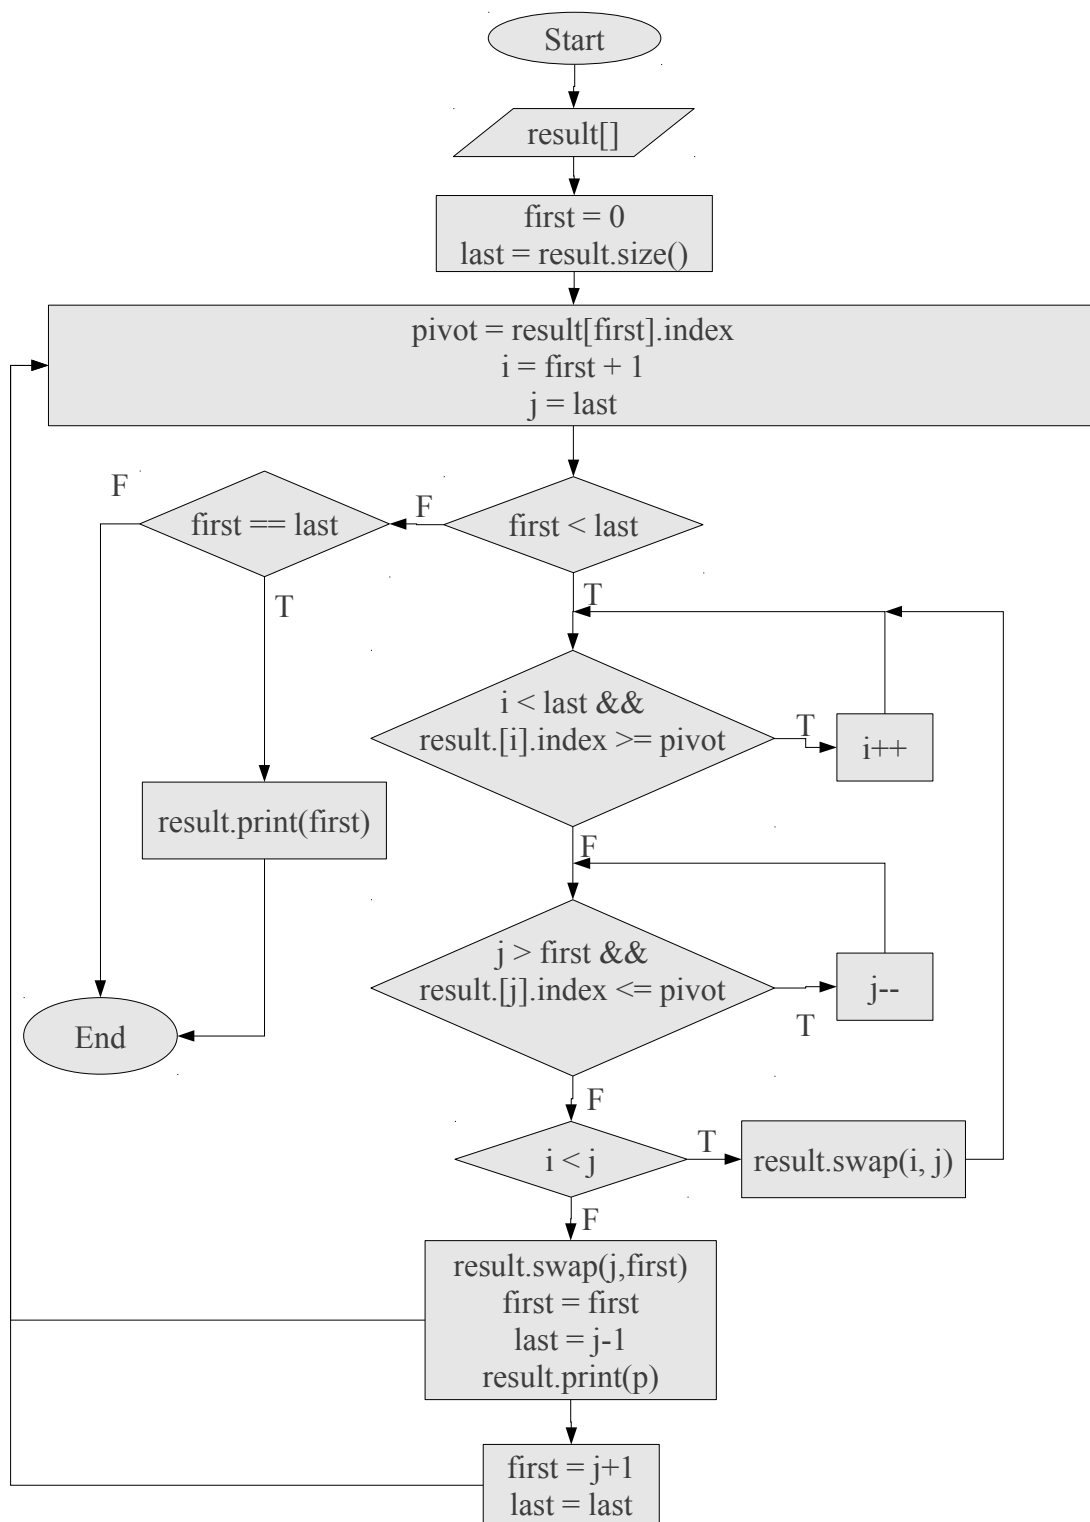 Start
result[]
first = 0
last = result.size()
pivot = result[first].index
i = first + 1
j = last
F
first == last
F
first < last
T
T
i < last &&
result.[i].index >= pivot
T
i++
result.print(first)
F
j > first &&
result.[j].index <= pivot
T
j--
End
F
i < j
T
result.swap(i, j)
F
result.swap(j,first)
first = first
last = j-1
result.print(p)
first = j+1
last = last